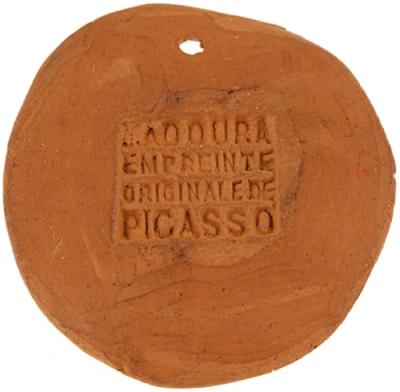 MADOURA
EMPREINTE
ORIGINALE DE
PICASSO